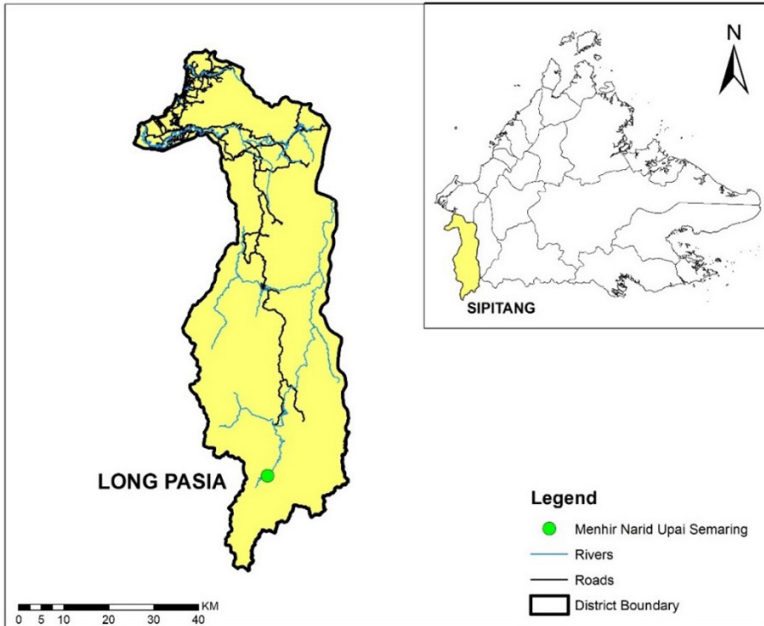 N
SIPITANG
LONG PASIA
Legend
Menhir Narid Upai Semaring
Rivers
Roads
District Boundary
KM
0 5 10 20 30 40